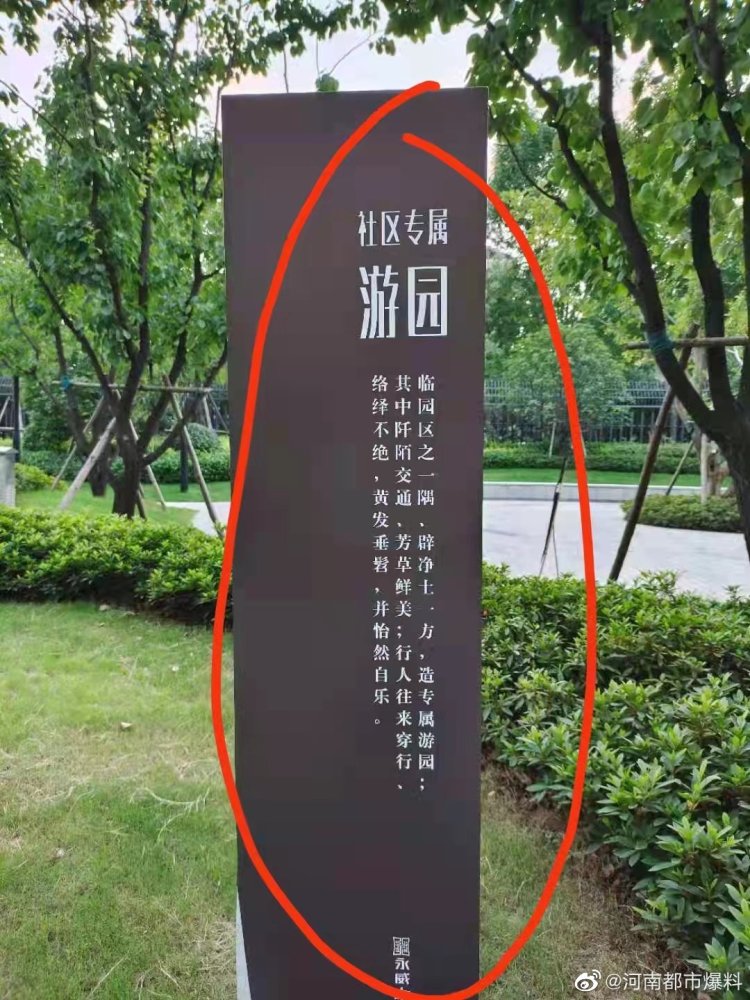 社区专属
游园
临园区之一隅、辟净土一方，造专属游园；
其中阡陌交通、芳草鲜美；行人往来穿行、
络绎不绝，黄发垂髫，并怡然自乐。
永威
@河南都市爆料